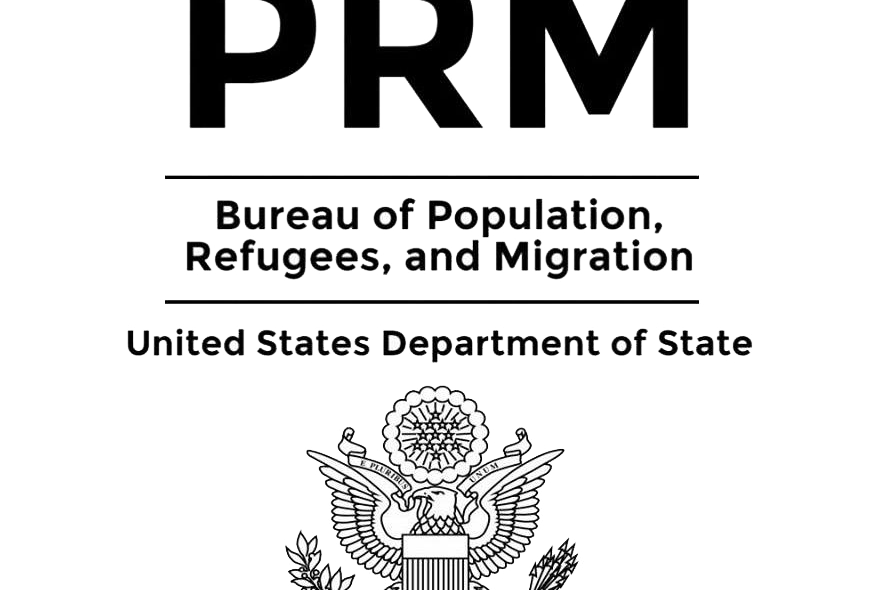 PRM
Bureau of Population,
Refugees, and Migration
United States Department of State
E PLURIBUS UNUM